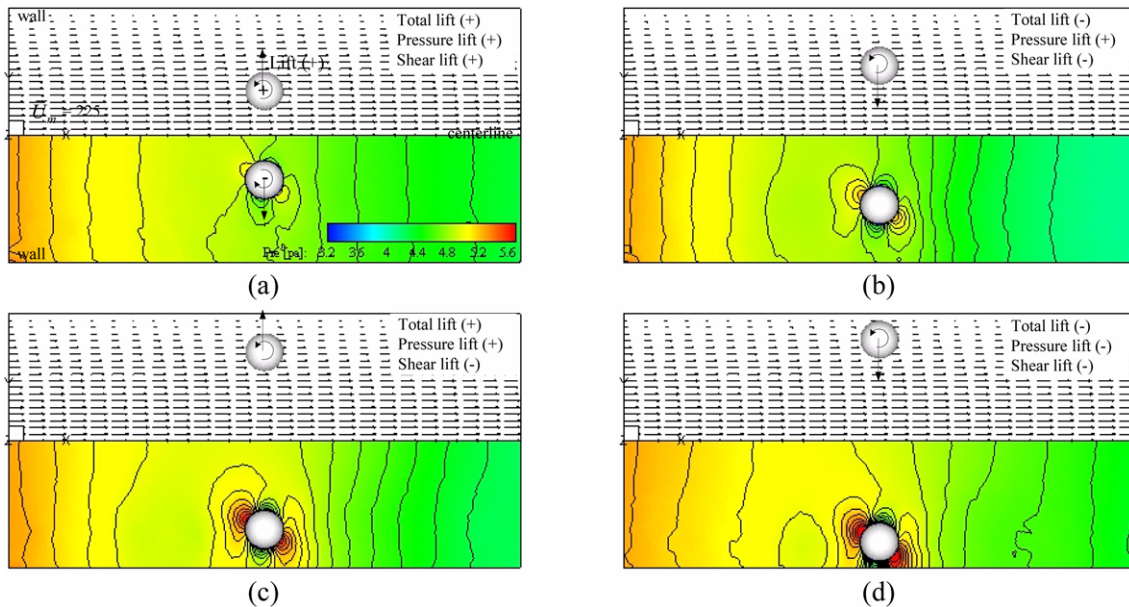 wall
Total lift (+)
Pressure lift (+)
Shear lift (+)
Lift (+)
+
centerline
-
wall
3.2 3.6 4 4.4 4.8 5.2 5.6
(a)
Total lift (-)
Pressure lift (+)
Shear lift (-)
(b)
Total lift (+)
Pressure lift (+)
Shear lift (-)
(c)
Total lift (-)
Pressure lift (-)
Shear lift (-)
(d)